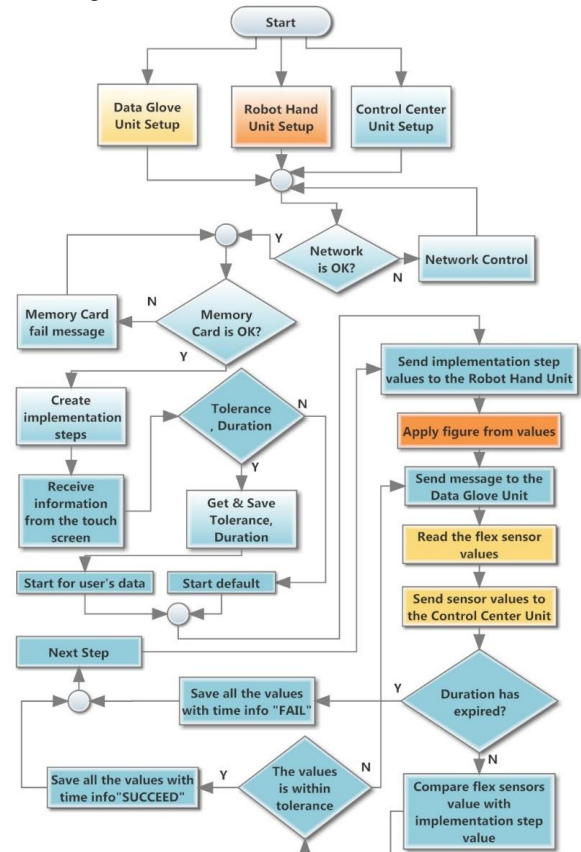 Start
Data Glove
Unit Setup
Robot Hand
Unit Setup
Control Center
Unit Setup
Y
Network
is OK?
N
Network Control
Memory Card
fail message
N
Memory
Card is OK?
Y
Send implementation step
values to the Robot Hand Unit
Create
implementation
steps
Tolerance
, Duration
N
Y
Apply figure from values
Receive
information
from the touch
screen
Get & Save
Tolerance,
Duration
Send message to the
Data Glove Unit
Read the flex sensor
values
Start for user's data
Start default
Send sensor values to
the Control Center Unit
Next Step
Save all the values
with time info "FAIL"
Y
Duration has
expired?
N
Save all the values with
time info"SUCCEED"
Y
The values
is within
tolerance
N
Compare flex sensors
value with
implementation step
value